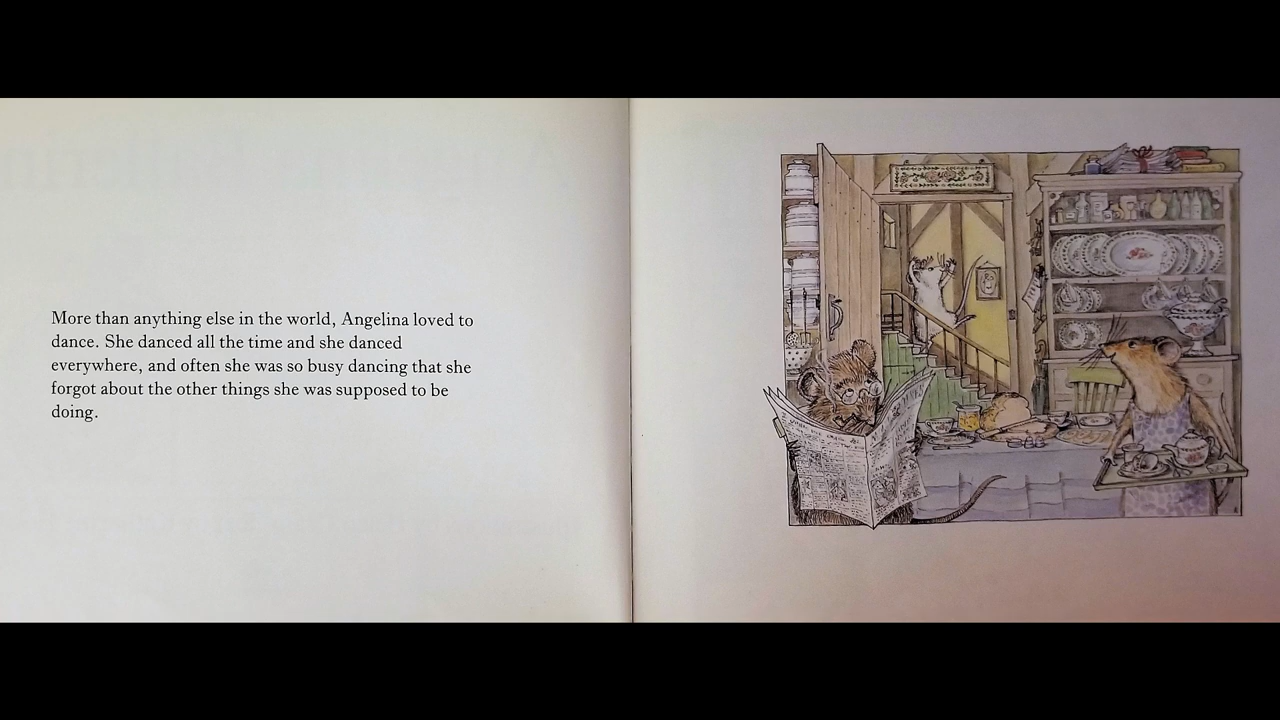 More than anything else in the world, Angelina loved to
dance. She danced all the time and she danced
everywhere, and often she was so busy dancing that she
forgot about the other things she was supposed to be
doing.